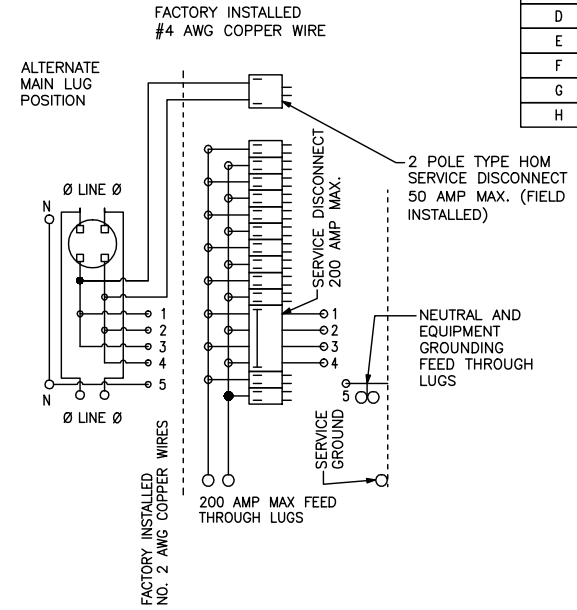 FACTORY INSTALLED
#4 AWG COPPER WIRE
D
E
F
G
H
ALTERNATE
MAIN LUG
POSITION
2 POLE TYPE HOM
SERVICE DISCONNECT
50 AMP MAX. (FIELD
INSTALLED)
SERVICE DISCONNECT
200 AMP MAX.
Ø LINE Ø
N
1
2
3
4
5
N
Ø LINE Ø
1
2
3
4
NEUTRAL AND
EQUIPMENT
GROUNDING
FEED THROUGH
LUGS
5
SERVICE
GROUND
200 AMP MAX FEED
THROUGH LUGS
FACTORY INSTALLED
NO. 2 AWG COPPER WIRES